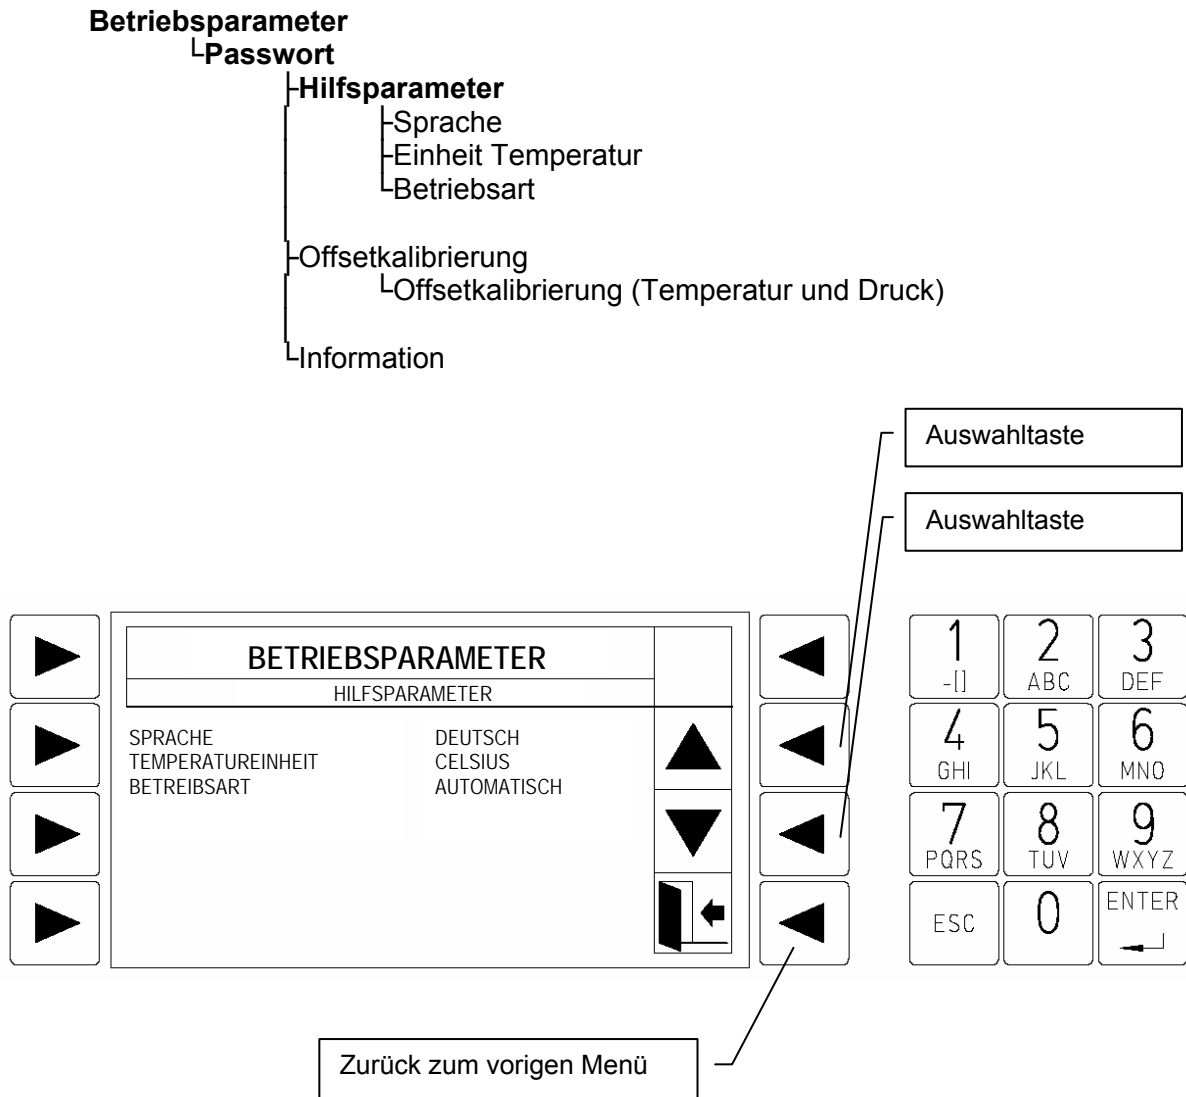 Betriebsparameter
Passwort
Hilfsparameter
Sprache
Einheit Temperatur
Betriebsart
Offsetkalibrierung
Offsetkalibrierung (Temperatur und Druck)
Information
Auswahltaste
Auswahltaste
BETRIEBSPARAMETER
HILFSPARAMETER
SPRACHE DEUTSCH
TEMPERATUREINHEIT CELSIUS
BETREIBSART AUTOMATISCH
1 2 3
-[] ABC DEF
4 5 6
GHI JKL MNO
7 8 9
PQRS TUV WXYZ
ESC 0 ENTER
Zurück zum vorigen Menü